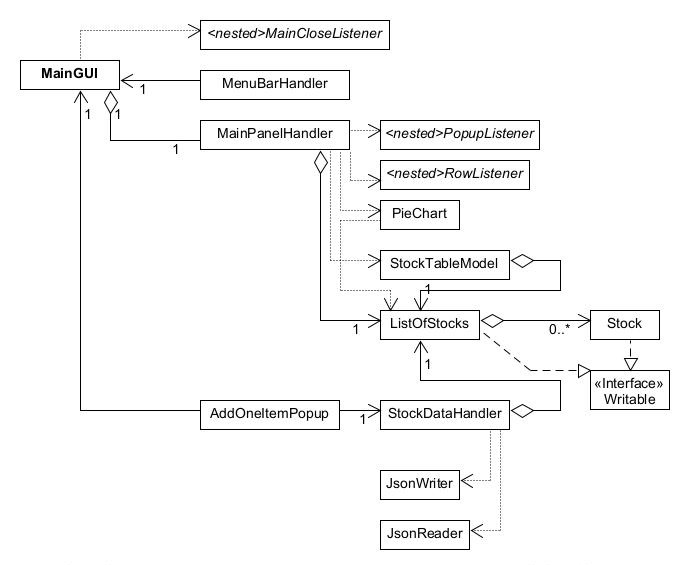 <nested>MainCloseListener
MainGUI
MenuBarHandler
1
1
MainPanelHandler
1
<nested>PopupListener
<nested>RowListener
PieChart
StockTableModel
1
ListOfStocks
1
0..*
Stock
1
«Interface»
Writable
1
AddOneItemPopup
1
StockDataHandler
JsonWriter
JsonReader